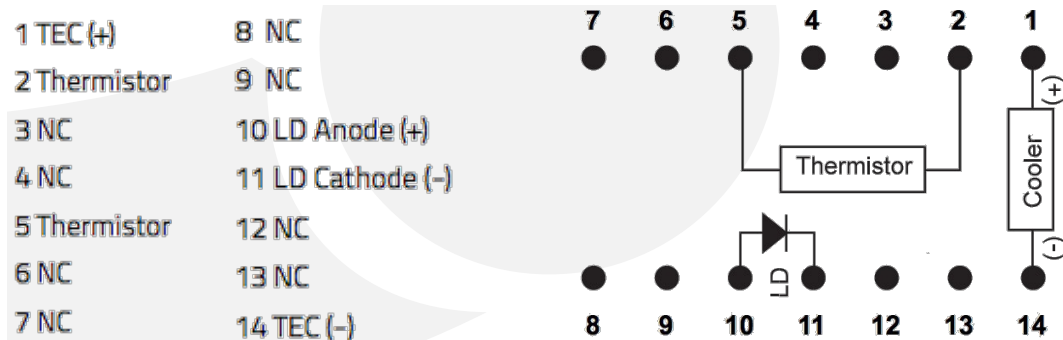 1 TEC (+)
2 Thermistor
3 NC
4 NC
5 Thermistor
6 NC
7 NC
8 NC
9 NC
10 LD Anode (+)
11 LD Cathode (-)
12 NC
13 NC
14 TEC (-)
7 6 5 4 3 2 1
(+)
Thermistor
Cooler
(-)
LD
8 9 10 11 12 13 14